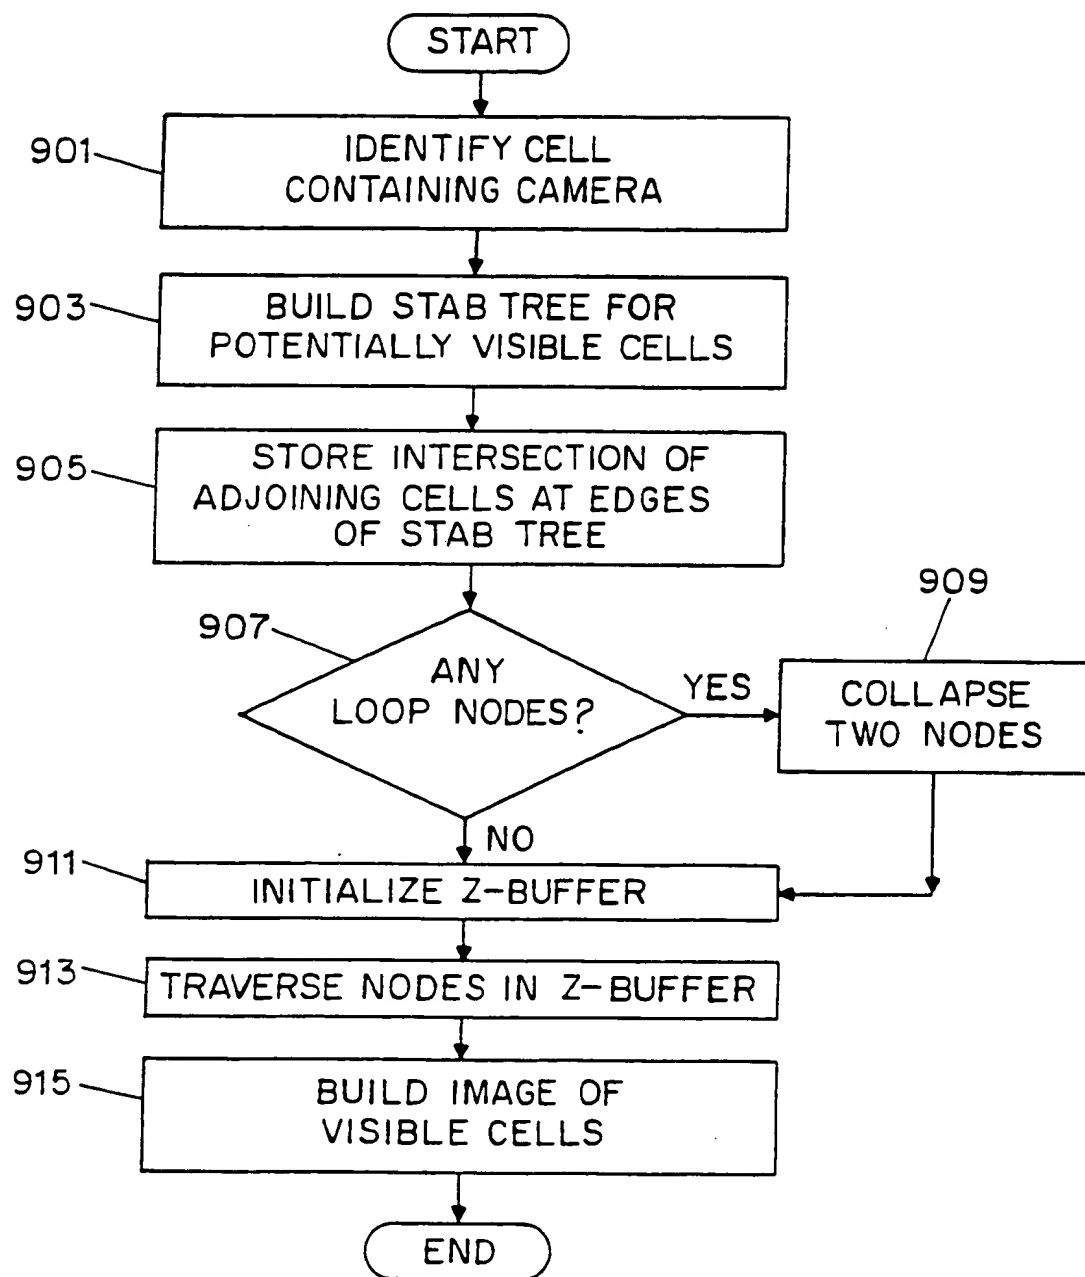 START
901
IDENTIFY CELL
CONTAINING CAMERA
903
BUILD STAB TREE FOR
POTENTIALLY VISIBLE CELLS
905
STORE INTERSECTION OF
ADJOINING CELLS AT EDGES
OF STAB TREE
907
ANY
LOOP NODES?
YES
909
COLLAPSE
TWO NODES
NO
911
INITIALIZE Z-BUFFER
913
TRAVERSE NODES IN Z-BUFFER
915
BUILD IMAGE OF
VISIBLE CELLS
END